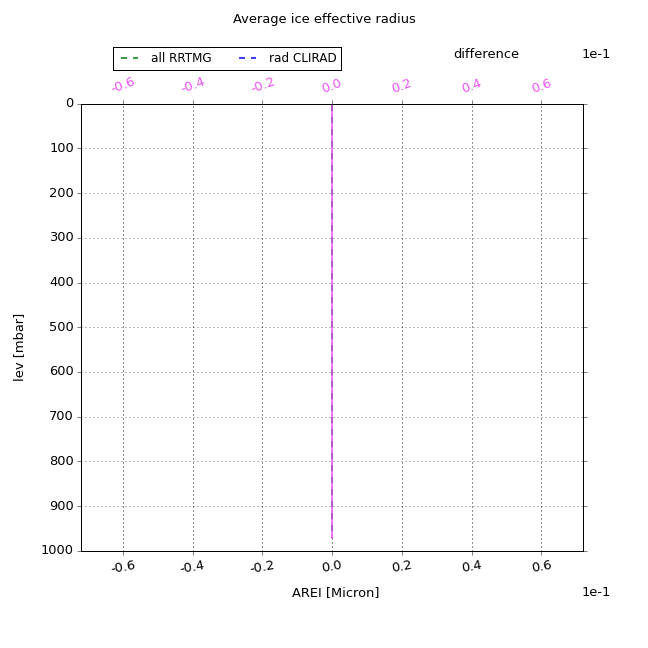 Average ice effective radius
all RRTMG rad CLIRAD difference 1e-1
-0.6 -0.4 -0.2 0.0 0.2 0.4 0.6
0
100
200
300
400
500
600
700
800
900
1000
lev [mbar]
-0.6 -0.4 -0.2 0.0 0.2 0.4 0.6
AREI [Micron] 1e-1